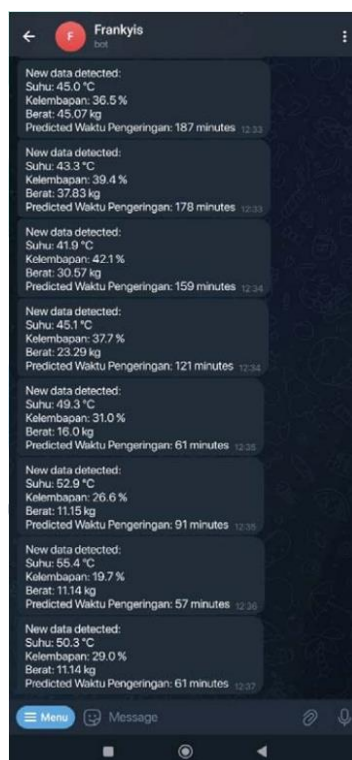 Frankyis
bot
New data detected:
Suhu: 45.0 °C
Kelembapan: 36.5 %
Berat: 45.07 kg
Predicted Waktu Pengeringan: 187 minutes 12:33
New data detected:
Suhu: 43.3 °C
Kelembapan: 39.4 %
Berat: 37.83 kg
Predicted Waktu Pengeringan: 178 minutes 12:33
New data detected:
Suhu: 41.9 °C
Kelembapan: 42.1 %
Berat: 30.57 kg
Predicted Waktu Pengeringan: 159 minutes 12:34
New data detected:
Suhu: 45.1 °C
Kelembapan: 37.7 %
Berat: 23.29 kg
Predicted Waktu Pengeringan: 121 minutes 12:34
New data detected:
Suhu: 49.3 °C
Kelembapan: 31.0 %
Berat: 16.0 kg
Predicted Waktu Pengeringan: 61 minutes 12:35
New data detected:
Suhu: 52.9 °C
Kelembapan: 26.6 %
Berat: 11.15 kg
Predicted Waktu Pengeringan: 91 minutes 12:35
New data detected:
Suhu: 55.4 °C
Kelembapan: 19.7 %
Berat: 11.14 kg
Predicted Waktu Pengeringan: 57 minutes 12:36
New data detected:
Suhu: 50.3 °C
Kelembapan: 29.0 %
Berat: 11.14 kg
Predicted Waktu Pengeringan: 61 minutes 12:37
Menu
Message
F